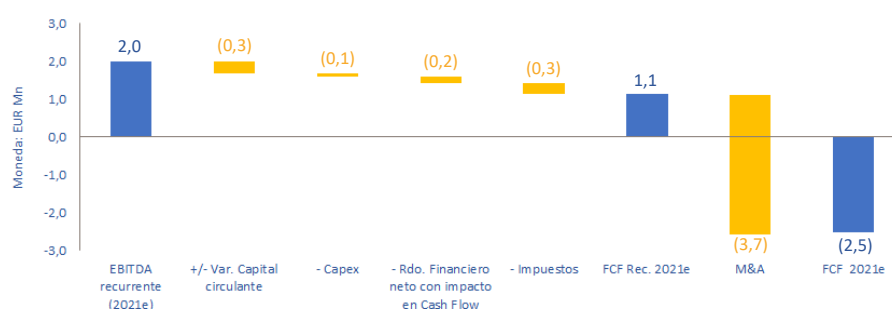 Moneda: EUR Mn
3,0
2,0
1,0
0,0
-1,0
-2,0
-3,0
2,0
(0,3)
(0,1)
(0,2)
(0,3)
1,1
(3,7)
(2,5)
EBITDA
recurrente
(2021e)
+/- Var. Capital
circulante
- Capex
- Rdo. Financiero
neto con impacto
en Cash Flow
- Impuestos
FCF Rec. 2021e
M&A
FCF 2021e